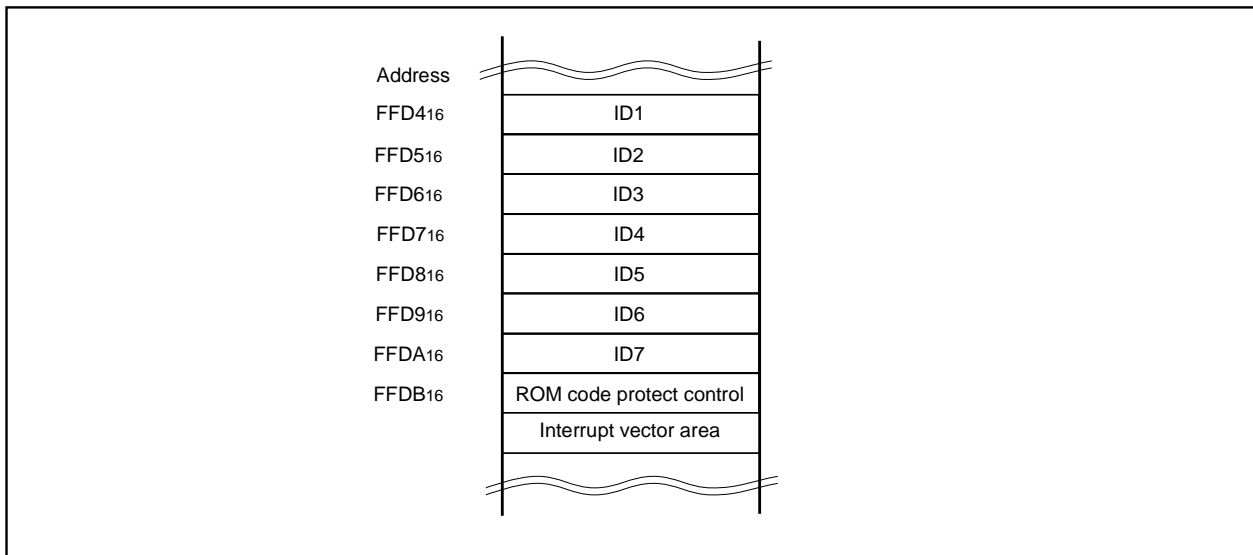 Address
FFD416 ID1
FFD516 ID2
FFD616 ID3
FFD716 ID4
FFD816 ID5
FFD916 ID6
FFDA16 ID7
FFDB16 ROM code protect control
Interrupt vector area